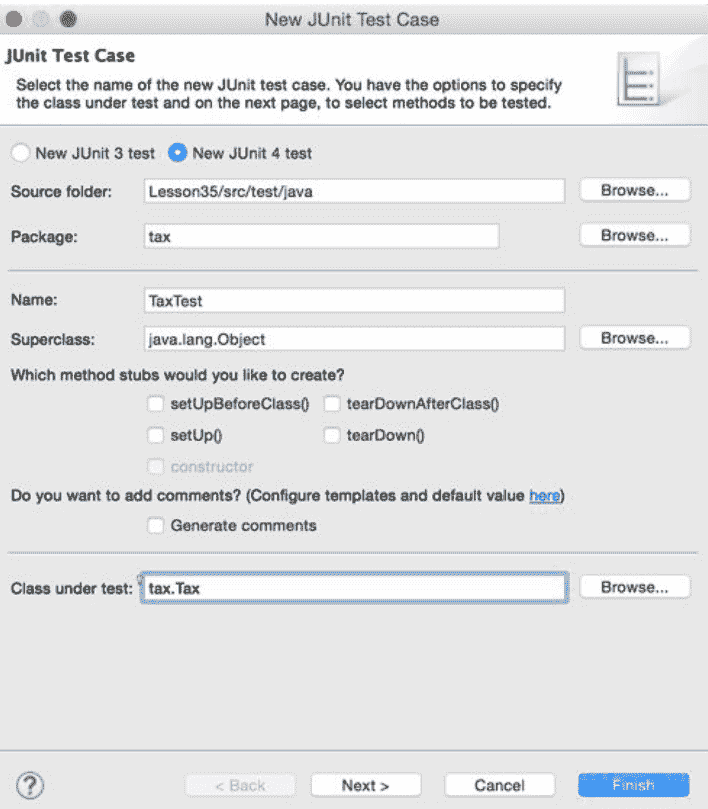 New JUnit Test Case
JUnit Test Case
Select the name of the new JUnit test case. You have the options to specify
the class under test and on the next page, to select methods to be tested.
New JUnit 3 test New JUnit 4 test
Source folder: Lesson35/src/test/java Browse...
Package: tax Browse...
Name: TaxTest
Superclass: java.lang.Object Browse...
Which method stubs would you like to create?
setUpBeforeClass() tearDownAfterClass()
setUp() tearDown()
constructor
Do you want to add comments? (Configure templates and default value here)
Generate comments
Class under test: tax.Tax Browse...
? < Back Next > Cancel Finish